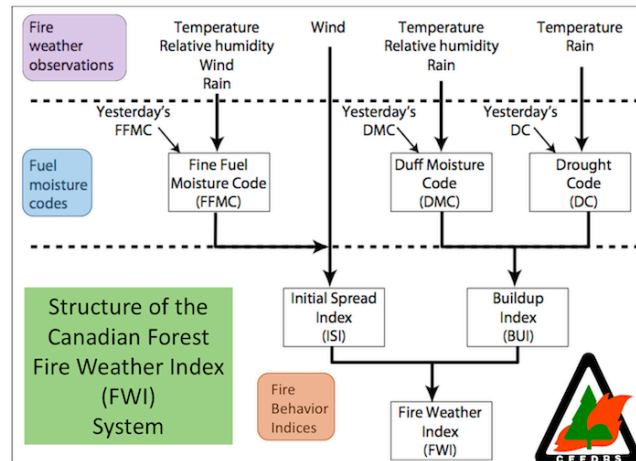 Fire
weather
observations
Temperature
Relative humidity
Wind
Rain
Wind
Temperature
Relative humidity
Rain
Temperature
Rain
Yesterday's
FFMC
Yesterday's
DMC
Yesterday's
DC
Fuel
moisture
codes
Fine Fuel
Moisture Code
(FFMC)
Duff Moisture
Code
(DMC)
Drought
Code
(DC)
Structure of the
Canadian Forest
Fire Weather Index
(FWI)
System
Initial Spread
Index
(ISI)
Buildup
Index
(BUI)
Fire
Behavior
Indices
Fire Weather
Index
(FWI)
CFFDRS